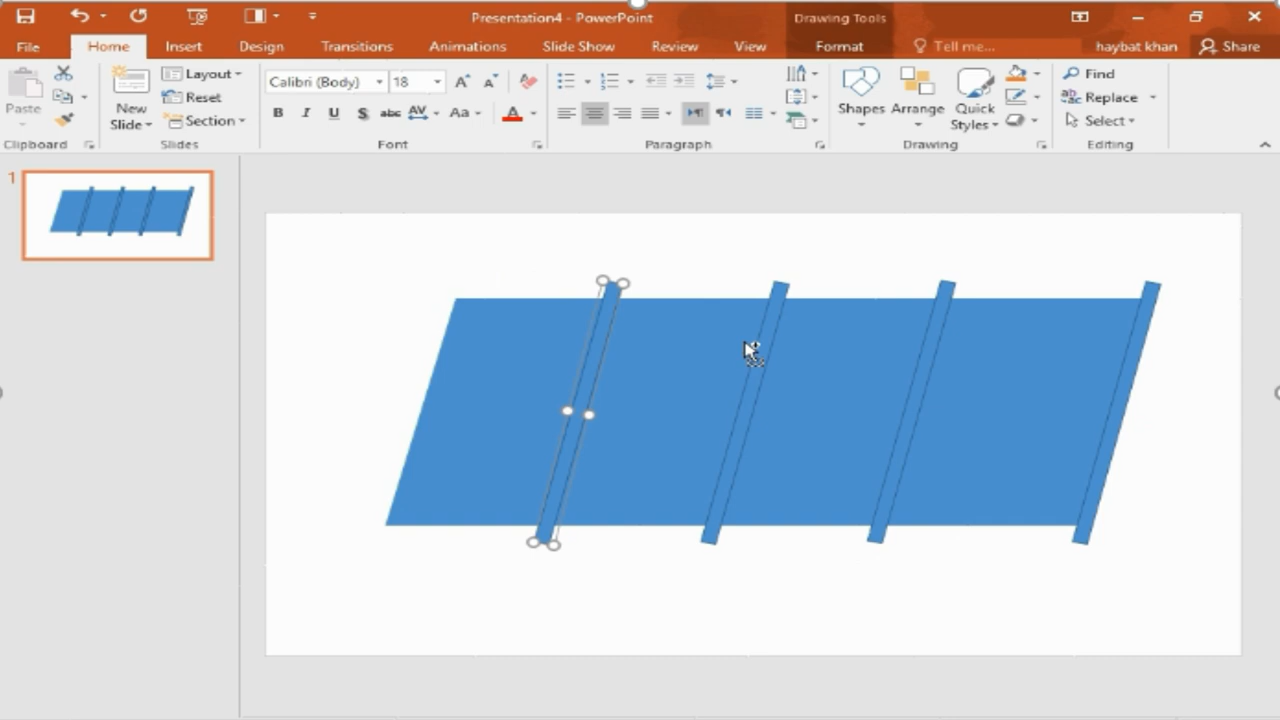 Presentation4 - PowerPoint
Drawing Tools
File
Home
Insert
Design
Transitions
Animations
Slide Show
Review
View
Format
Tell me...
haybat khan
Share
Paste
New
Slide
Layout
Reset
Section
Calibri (Body)
18
A A
B I U S abc AV Aa A
Shapes
Arrange
Quick
Styles
Find
Replace
Select
Clipboard
Slides
Font
Paragraph
Drawing
Editing
1